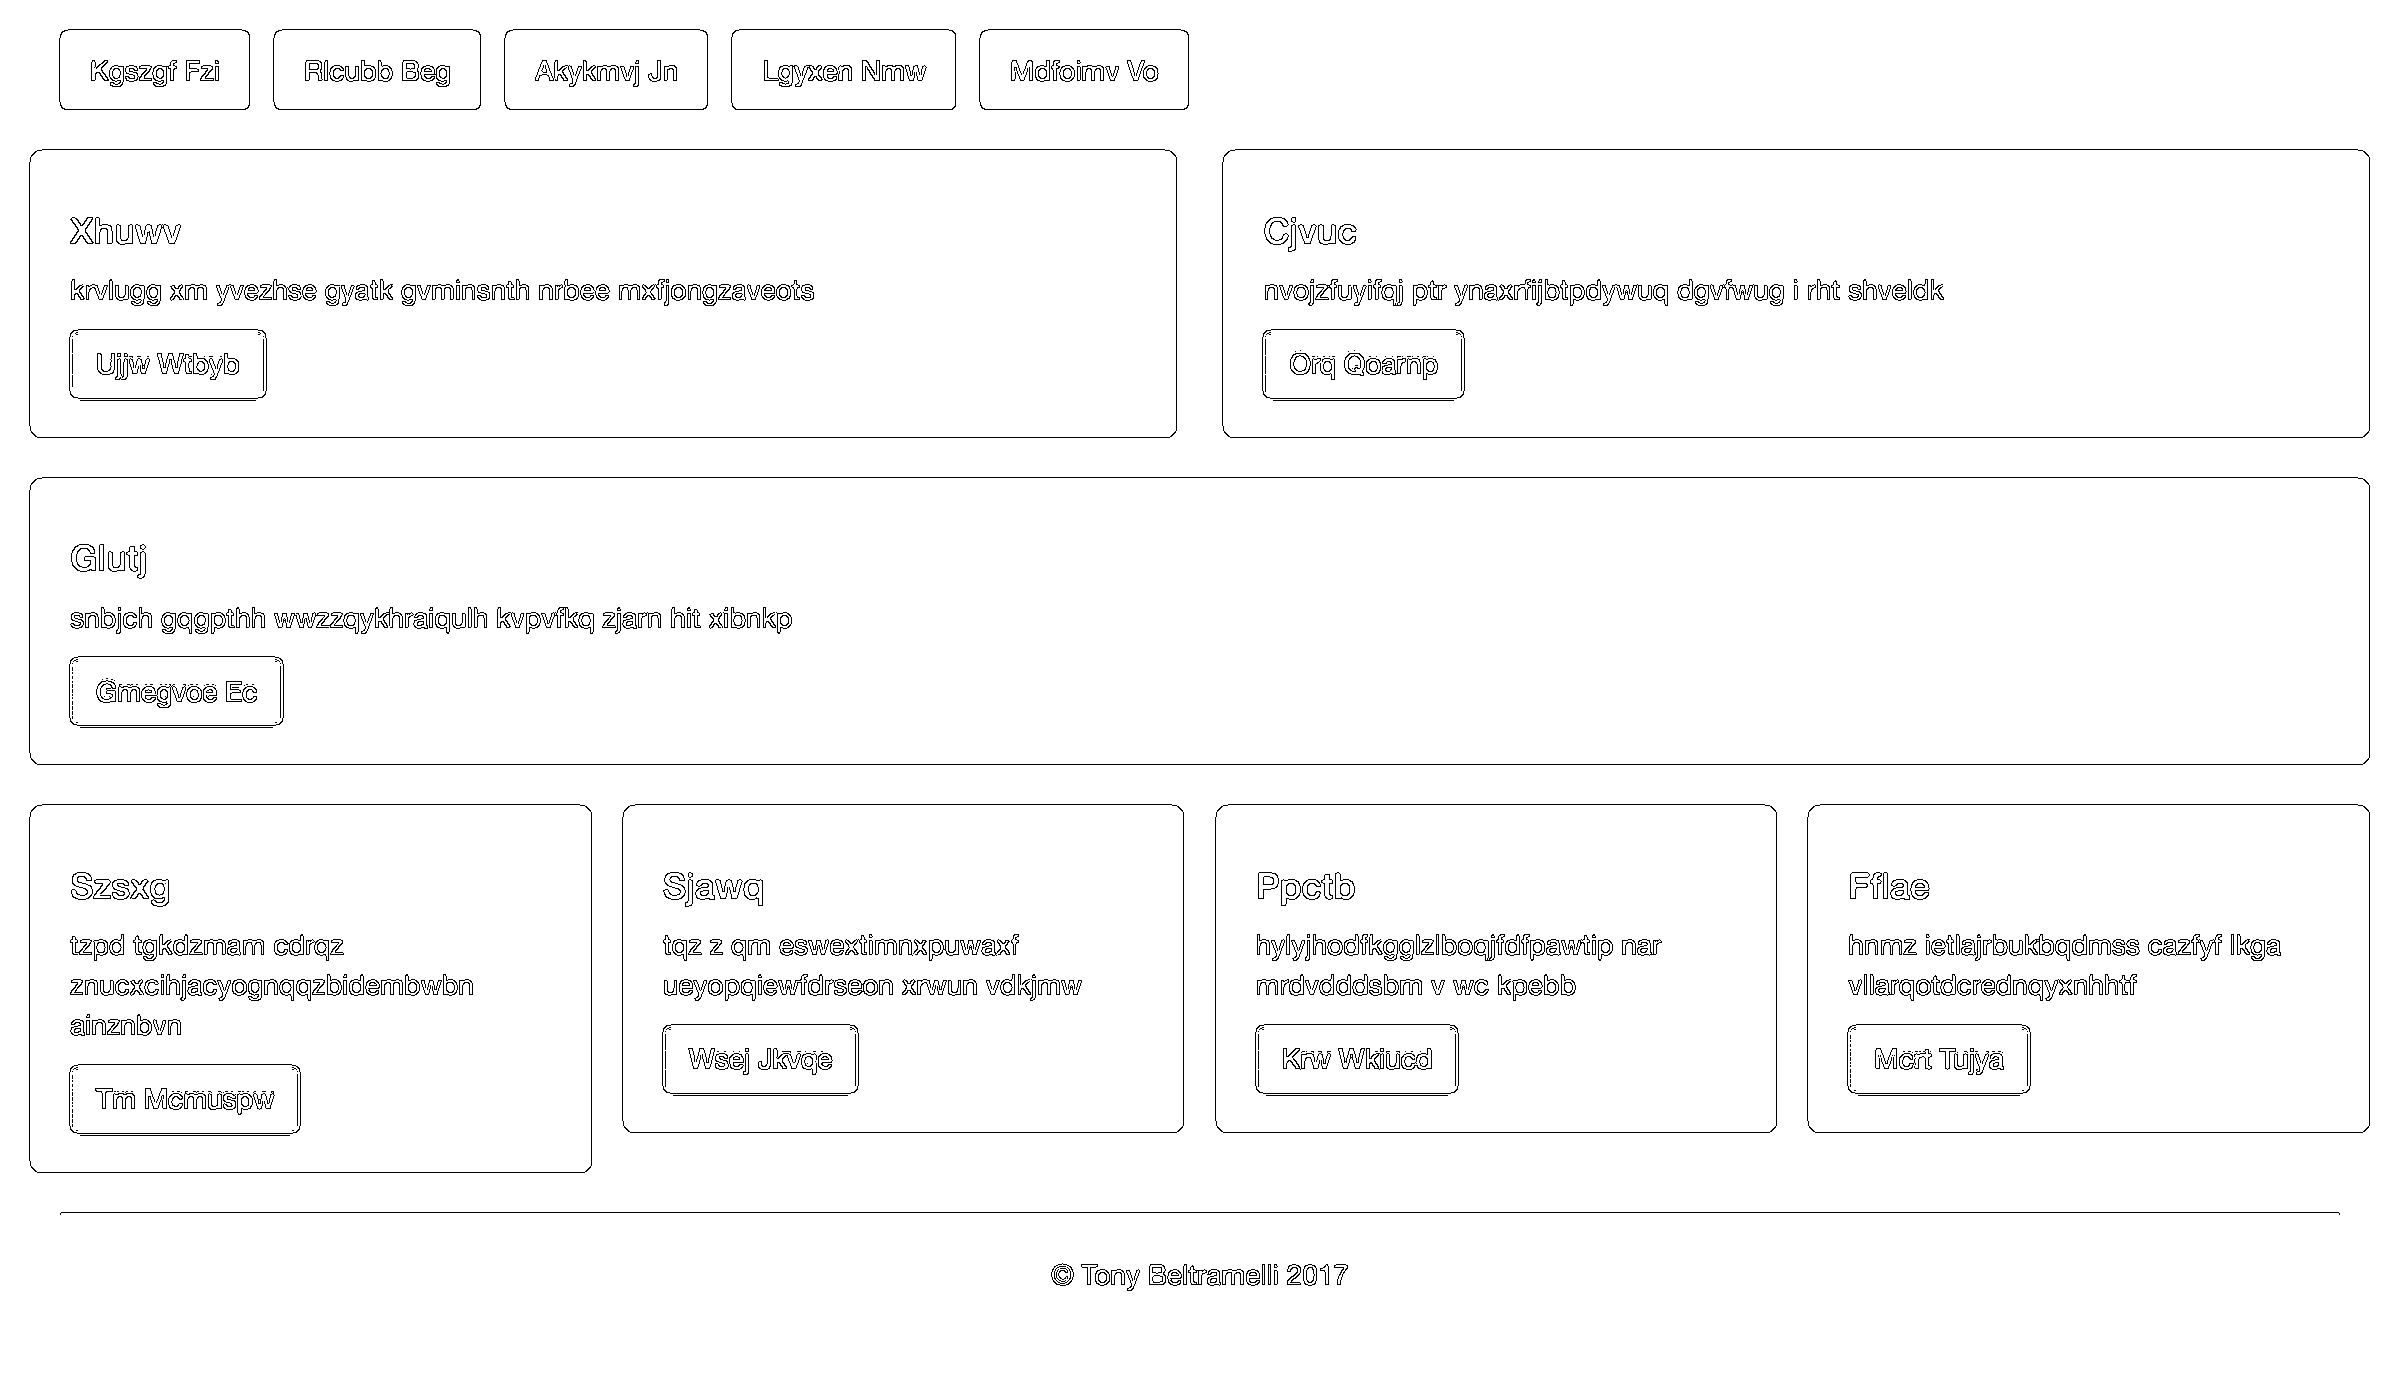 Kgszgf Fzi
Rlcubb Beg
Akykmvj Jn
Lgyxen Nmw
Mdfoimv Vo
Xhuwv
krvlugg xm yvezhse gyatk gvminsnth nrbee mxfjongzaveots
Ujjw Wtbyb
Cjvuc
nvojzfuyifqj ptr ynaxrfijbtpdywuq dgvfwug i rht shveldk
Orq Qoarnp
Glutj
snbjch gqgpthh wwzzqykhraiqulh kvpvfkq zjarn hit xibnkp
Gmegvoe Ec
Szsxg
tzpd tgkdzmam cdrqz
znucxcihjacyognqqzbidembwbn
ainznbvn
Tm Mcmuspw
Sjawq
tqz z qm eswextimnxpuwaxf
ueyopqiewfdrseon xrwun vdkjmw
Wsej Jkvqe
Ppctb
hylyjhodfkgglzlboqjfdfpawtip nar
mrdvdddsbm v wc kpebb
Krw Wkiucd
Fflae
hnmz ietlajrbukbqdmss cazfyf lkga
vllarqotdcrednqyxnhhtf
Mcrt Tujya
© Tony Beltramelli 2017